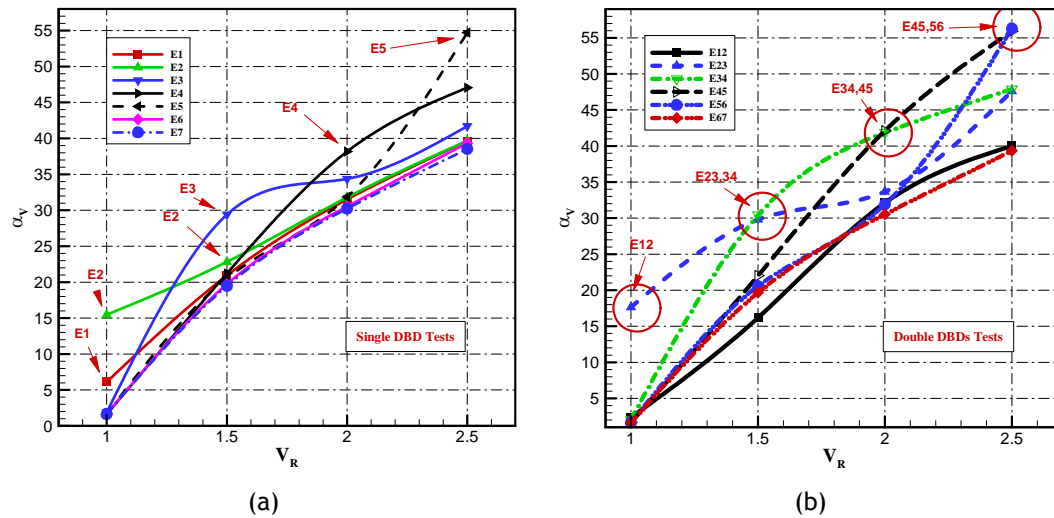 55
50
45
40
35
30
25
20
15
10
5
0
α_V
1
1.5
2
2.5
V_R
E1
E2
E3
E4
E5
E6
E7
E5
E4
E3
E2
E2
E1
Single DBD Tests
(a)
55
50
45
40
35
30
25
20
15
10
5
α_V
1
1.5
2
2.5
V_R
E12
E23
E34
E45
E56
E67
E45,56
E34,45
E23,34
E12
Double DBDs Tests
(b)